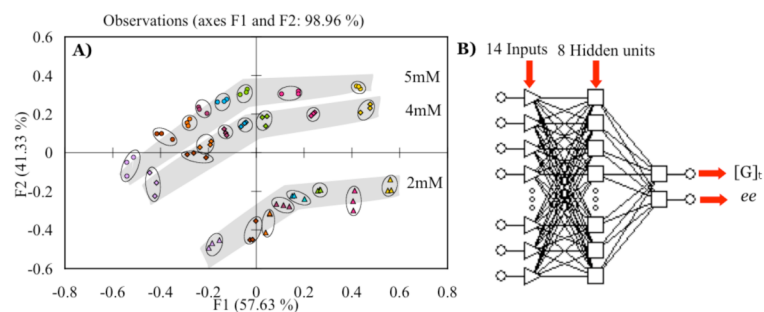 Observations (axes F1 and F2: 98.96 %)
A)
0.6
0.4
0.2
0
-0.2
-0.4
-0.6
F2 (41.33 %)
5mM
4mM
2mM
-0.8 -0.6 -0.4 -0.2 0 0.2 0.4 0.6 0.8
F1 (57.63 %)
B)
14 Inputs 8 Hidden units
[G]t
ee